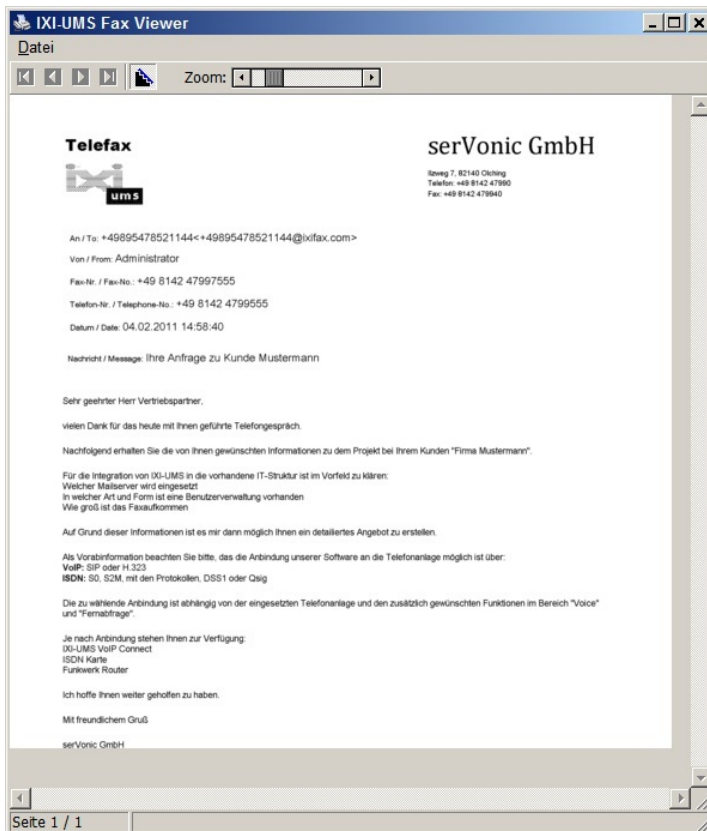 IXI-UMS Fax Viewer
Datei
Zoom:
Telefax
serVonic GmbH
ixi
ums
Ilzweg 7, 82140 Olching
Telefon: +49 8142 47990
Fax: +49 8142 479940
An / To: +49895478521144<+49895478521144@ixifax.com>
Von / From: Administrator
Fax-Nr. / Fax-No.: +49 8142 47997555
Telefon-Nr. / Telephone-No.: +49 8142 4799555
Datum / Date: 04.02.2011 14:58:40
Nachricht / Message: Ihre Anfrage zu Kunde Mustermann
Sehr geehrter Herr Vertriebspartner,
vielen Dank für das heute mit Ihnen geführte Telefongespräch.
Nachfolgend erhalten Sie die von Ihnen gewünschten Informationen zu dem Projekt bei Ihrem Kunden "Firma Mustermann".
Für die Integration von IXI-UMS in die vorhandene IT-Struktur ist im Vorfeld zu klären:
Welcher Mailserver wird eingesetzt
In welcher Art und Form ist eine Benutzerverwaltung vorhanden
Wie groß ist das Faxaufkommen
Auf Grund dieser Informationen ist es mir dann möglich Ihnen ein detailiertes Angebot zu erstellen.
Als Vorabinformation beachten Sie bitte, das die Anbindung unserer Software an die Telefonanlage möglich ist über:
VoIP: SIP oder H.323
ISDN: S0, S2M, mit den Protokollen, DSS1 oder Qsig
Die zu wählende Anbindung ist abhängig von der eingesetzten Telefonanlage und den zusätzlich gewünschten Funktionen im Bereich "Voice"
und "Fernabfrage".
Je nach Anbindung stehen Ihnen zur Verfügung:
IXI-UMS VoIP Connect
ISDN Karte
Funkwerk Router
Ich hoffe Ihnen weiter geholfen zu haben.
Mit freundlichem Gruß
serVonic GmbH
Seite 1 / 1